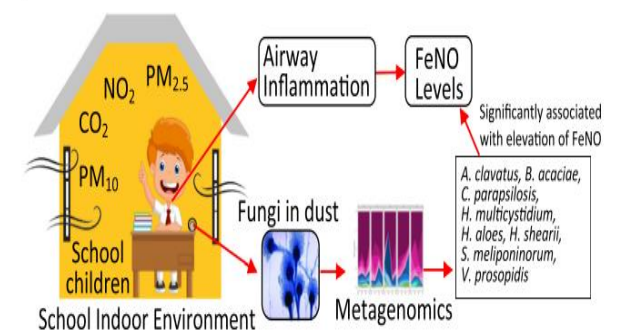 NO2
PM2.5
CO2
PM10
School
children
School Indoor Environment
Airway
Inflammation
FeNO
Levels
Significantly associated
with elevation of FeNO
Fungi in dust
Metagenomics
A. clavatus, B. acaciae,
C. parapsilosis,
H. multicystidium,
H. aloes, H. shearii,
S. meliponinorum,
V. prosopidis